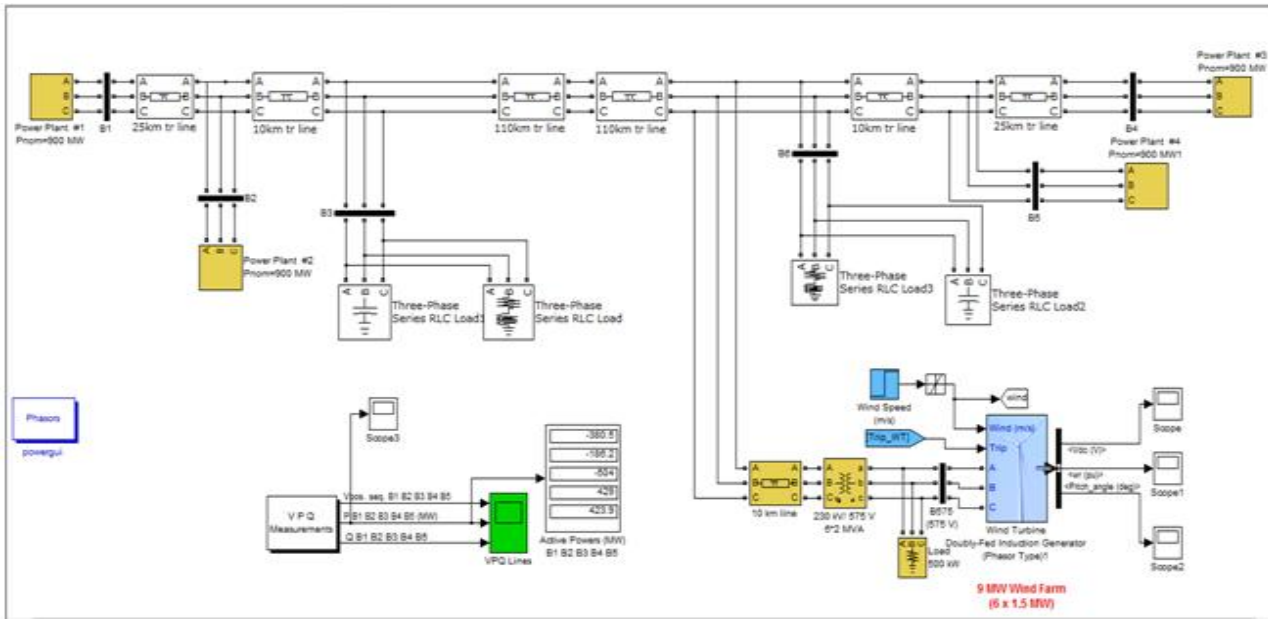 A A A A A A A A A A A A
B B B B B B B B B B B B
C C C C C C C C C C C C
A
B
C
A
B
C
Power Plant #1
Pnom=900 MW
B1
25km tr line
10km tr line
110km tr line
110km tr line
10km tr line
25km tr line
B4
Power Plant #3
Pnom=900 MW
Power Plant #4
Pnom=900 MW1
A
B
C
B5
B2
A B C
Power Plant #2
Pnom=900 MW
B3
A B C
Three-Phase
Series RLC Load1
A B C
Three-Phase
Series RLC Load
B6
A B C
Three-Phase
Series RLC Load3
A B C
Three-Phase
Series RLC Load2
Phasors
powergui
Scope3
V P Q
Measurements
Vpos. seq. B1 B2 B3 B4 B5
P B1 B2 B3 B4 B5 (MW)
Q B1 B2 B3 B4 B5
VPQ Lines
-380.5
-186.2
-504
428
423.9
Active Powers (MW)
B1 B2 B3 B4 B5
Wind Speed
(m/s)
wind
[Trip_WT]
Wind (m/s)
Trip
A
B
C
<Vdc (V)>
<wr (pu)>
<Pitch_angle (deg)>
Scope
Scope1
Scope2
A A
B B
C C
10 km line
A a
B b
C c
230 kV/ 575 V
6*2 MVA
B575
(575 V)
A B C
Load
500 kW
Wind Turbine
Doubly-Fed Induction Generator
(Phasor Type)1
9 MW Wind Farm
(6 x 1.5 MW)